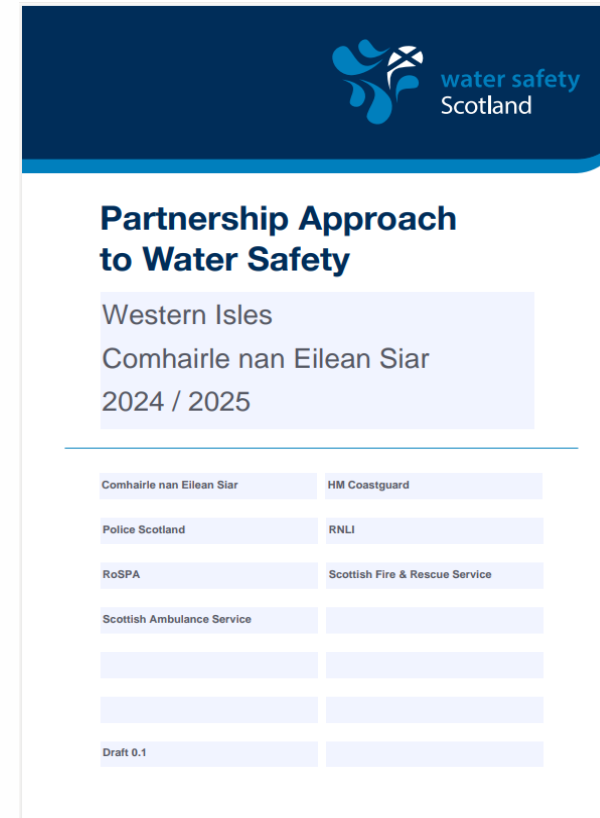 water safety
Scotland
Partnership Approach
to Water Safety
Western Isles
Comhairle nan Eilean Siar
2024 / 2025
Comhairle nan Eilean Siar
HM Coastguard
Police Scotland
RNLI
RoSPA
Scottish Fire & Rescue Service
Scottish Ambulance Service
Draft 0.1